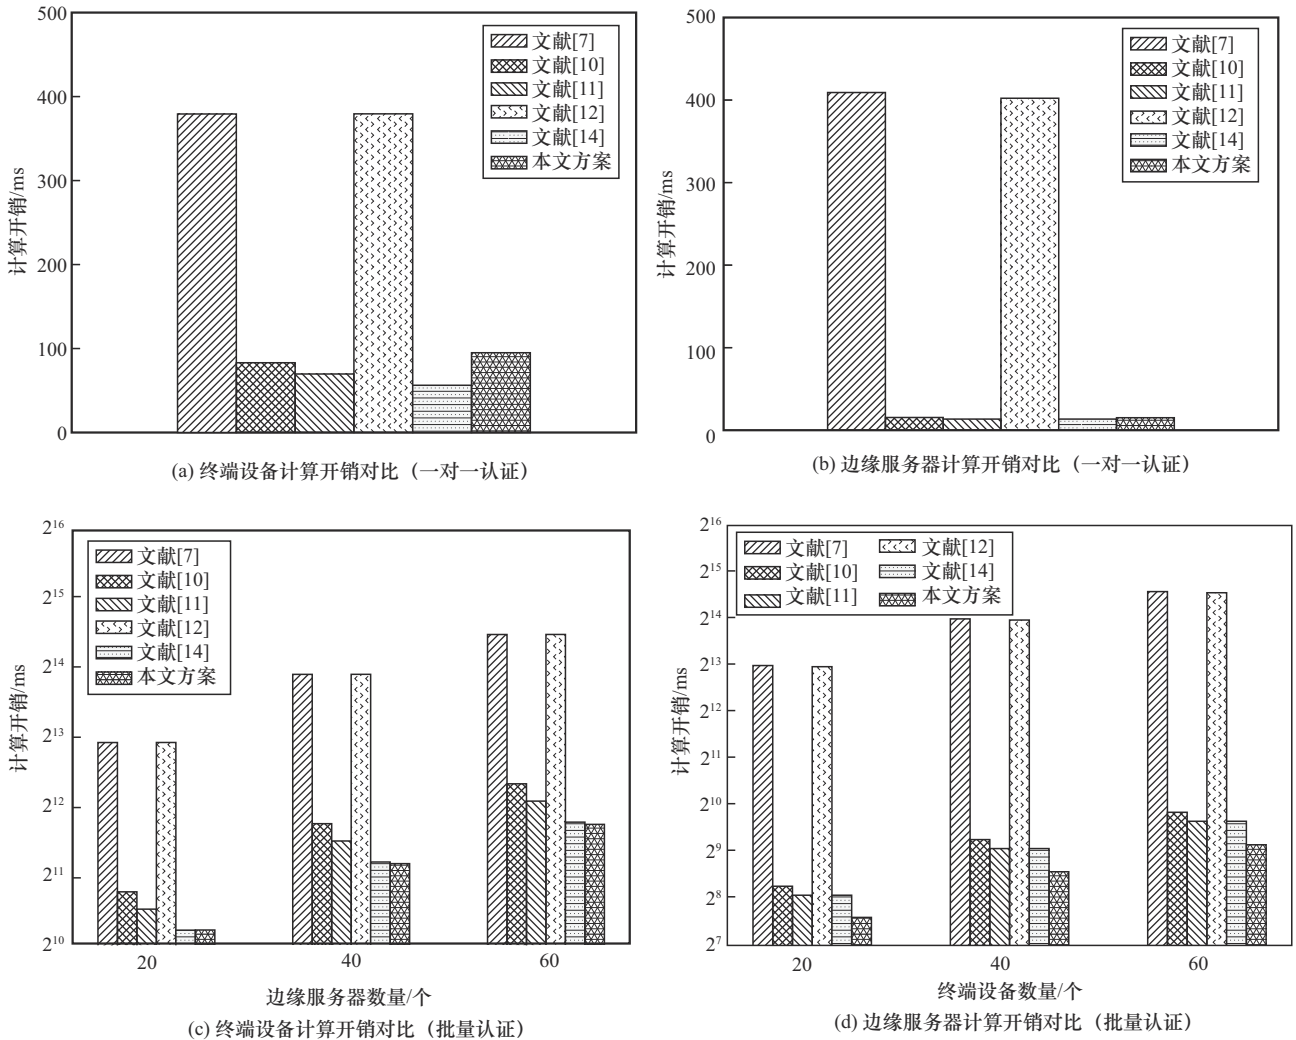 500
400
300
200
100
0
计算开销/ms
文献[7]
文献[10]
文献[11]
文献[12]
文献[14]
本文方案
(a) 终端设备计算开销对比（一对一认证）
500
400
300
200
100
0
计算开销/ms
文献[7]
文献[10]
文献[11]
文献[12]
文献[14]
本文方案
(b) 边缘服务器计算开销对比（一对一认证）
2¹⁶
2¹⁵
2¹⁴
2¹³
2¹²
2¹¹
2¹⁰
计算开销/ms
文献[7]
文献[10]
文献[11]
文献[12]
文献[14]
本文方案
20 40 60
边缘服务器数量/个
(c) 终端设备计算开销对比（批量认证）
2¹⁶
2¹⁵
2¹⁴
2¹³
2¹²
2¹¹
2¹⁰
2⁹
2⁸
2⁷
计算开销/ms
文献[7] 文献[12]
文献[10] 文献[14]
文献[11] 本文方案
20 40 60
终端设备数量/个
(d) 边缘服务器计算开销对比（批量认证）